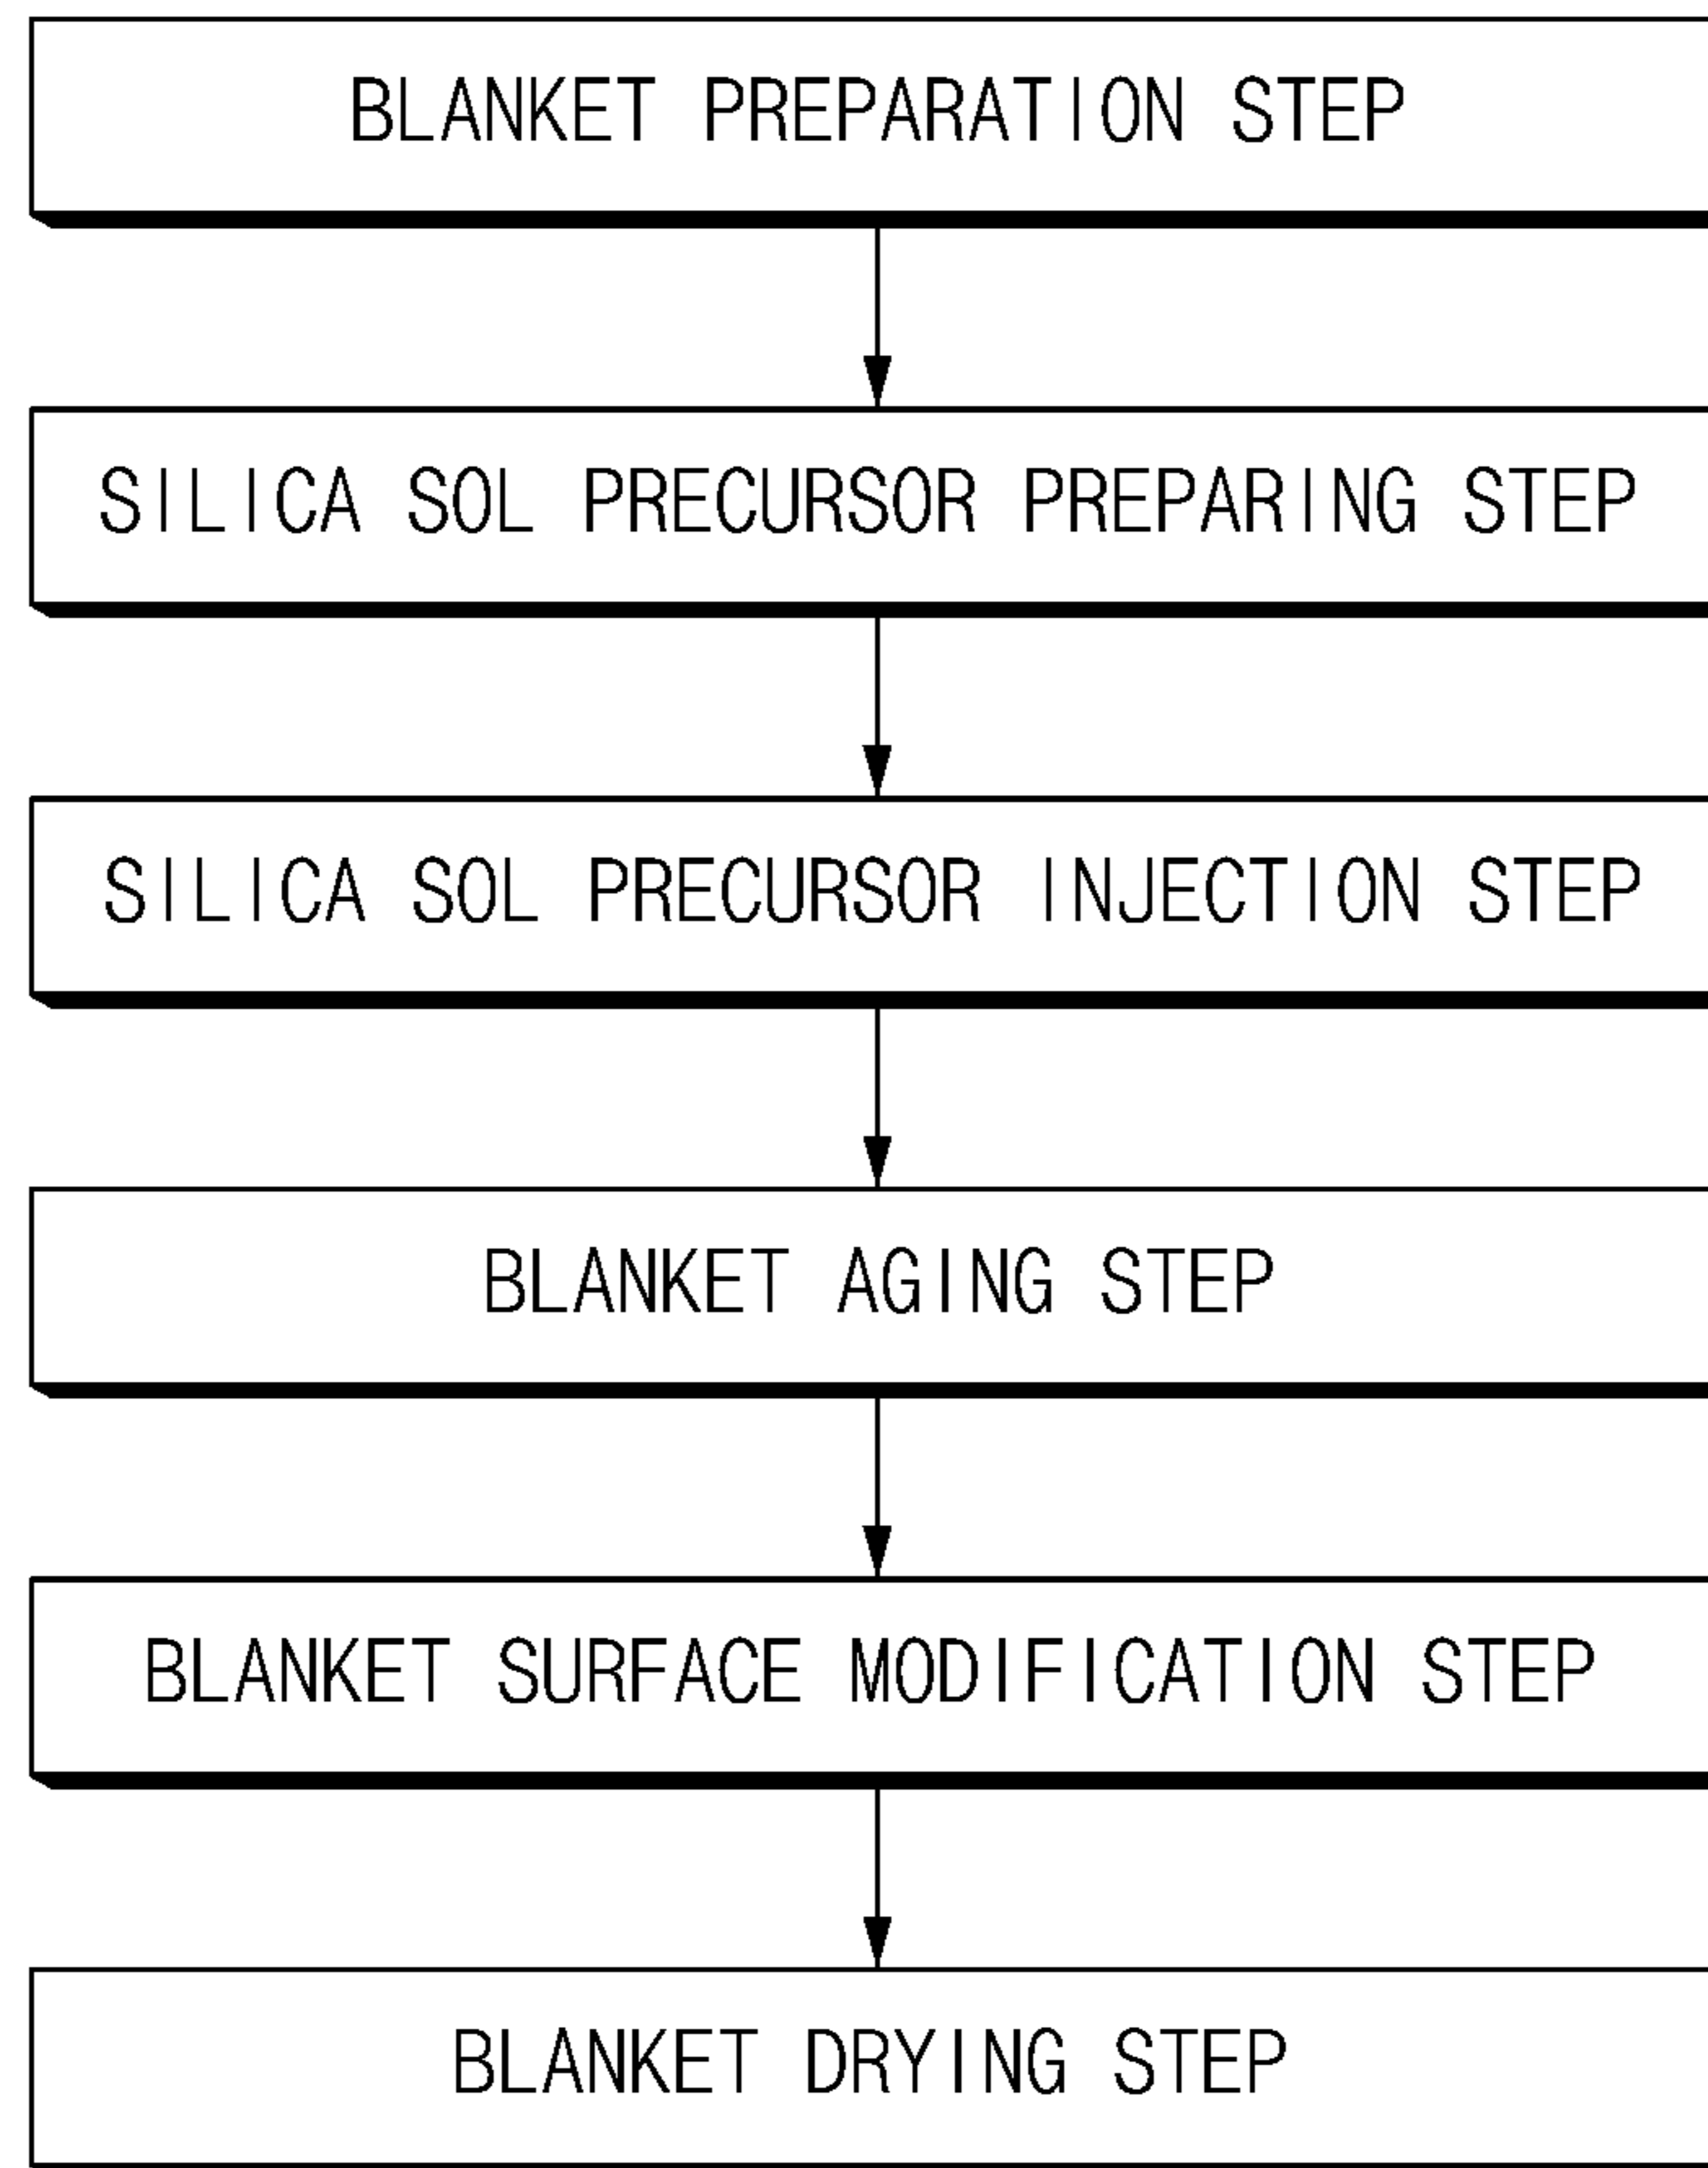 BLANKET PREPARATION STEP
SILICA SOL PRECURSOR PREPARING STEP
SILICA SOL PRECURSOR INJECTION STEP
BLANKET AGING STEP
BLANKET SURFACE MODIFICATION STEP
BLANKET DRYING STEP